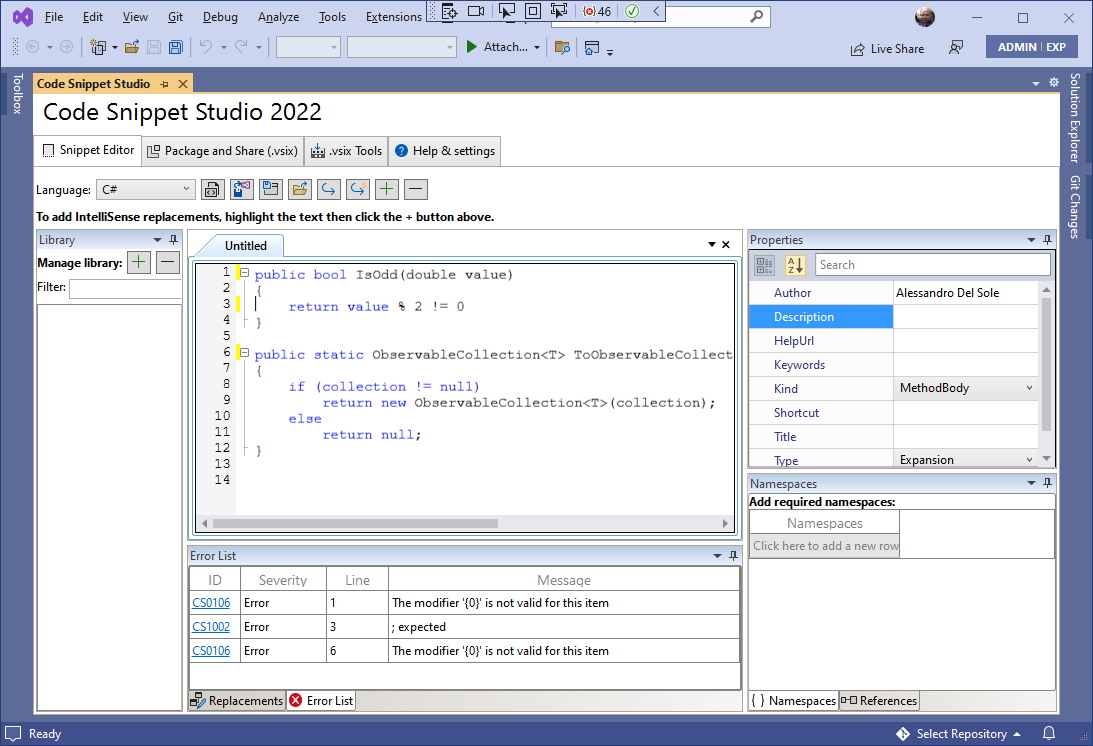 File Edit View Git Debug Analyze Tools Extensions 46
Attach... Live Share ADMIN | EXP
Toolbox
Code Snippet Studio
Code Snippet Studio 2022
Snippet Editor Package and Share (.vsix) .vsix Tools Help & settings
Language: C#
To add IntelliSense replacements, highlight the text then click the + button above.
Library
Manage library:
Filter:
Untitled
1 public bool IsOdd(double value)
2 {
3 return value % 2 != 0
4 }
5
6 public static ObservableCollection<T> ToObservableCollect
7 {
8 if (collection != null)
9 return new ObservableCollection<T>(collection);
10 else
11 return null;
12 }
13
14
Error List
ID Severity Line Message
CS0106 Error 1 The modifier '{0}' is not valid for this item
CS1002 Error 3 ; expected
CS0106 Error 6 The modifier '{0}' is not valid for this item
Replacements Error List
Properties
A Z Search
Author Alessandro Del Sole
Description
HelpUrl
Keywords
Kind MethodBody
Shortcut
Title
Type Expansion
Namespaces
Add required namespaces:
Namespaces
Click here to add a new row
{ } Namespaces References
Solution Explorer
Git Changes
Ready Select Repository